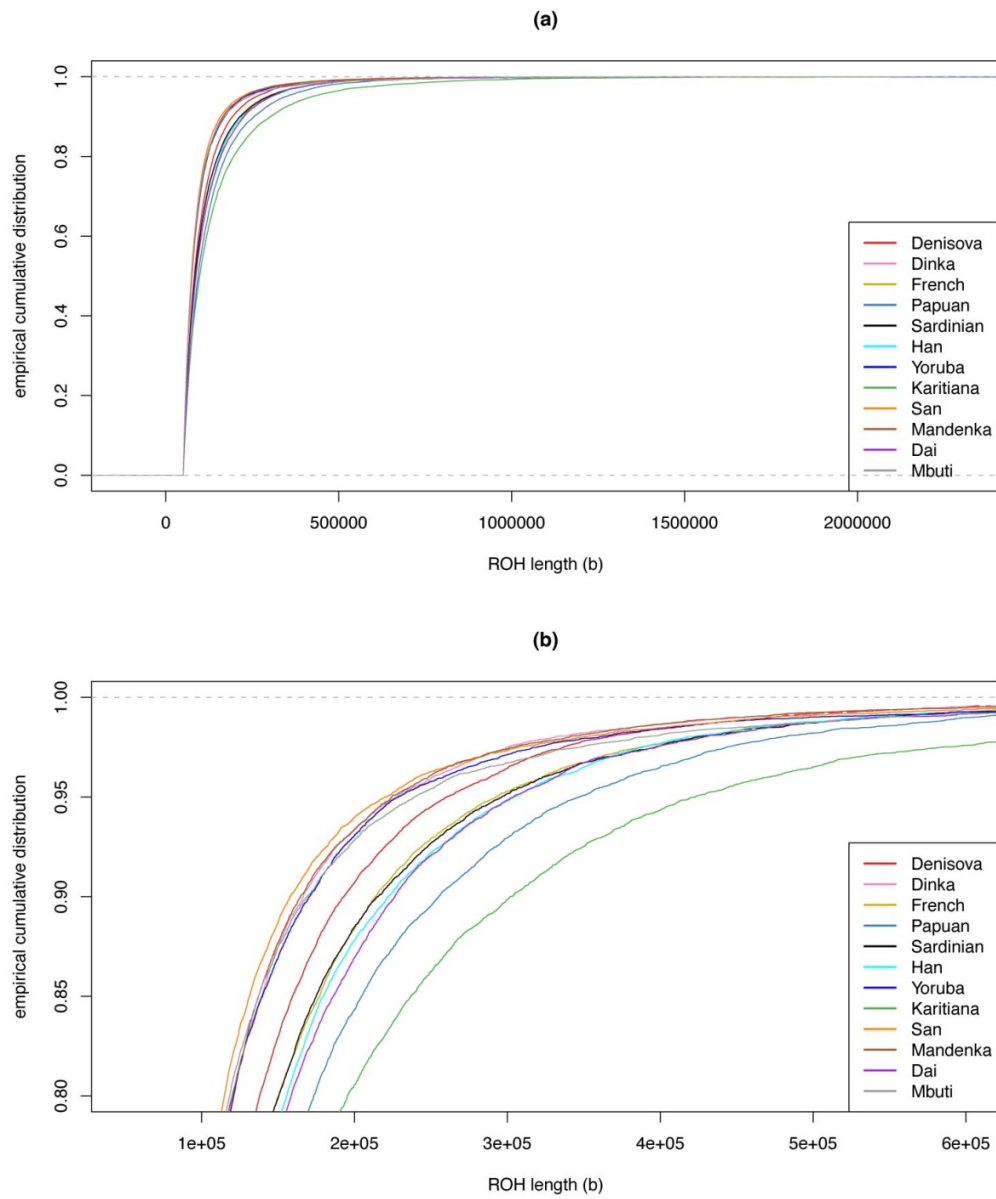 (a)
empirical cumulative distribution
1.0
0.8
0.6
0.4
0.2
0.0
0
500000
1000000
1500000
2000000
ROH length (b)
Denisova
Dinka
French
Papuan
Sardinian
Han
Yoruba
Karitiana
San
Mandenka
Dai
Mbuti
(b)
empirical cumulative distribution
1.00
0.95
0.90
0.85
0.80
1e+05
2e+05
3e+05
4e+05
5e+05
6e+05
ROH length (b)
Denisova
Dinka
French
Papuan
Sardinian
Han
Yoruba
Karitiana
San
Mandenka
Dai
Mbuti